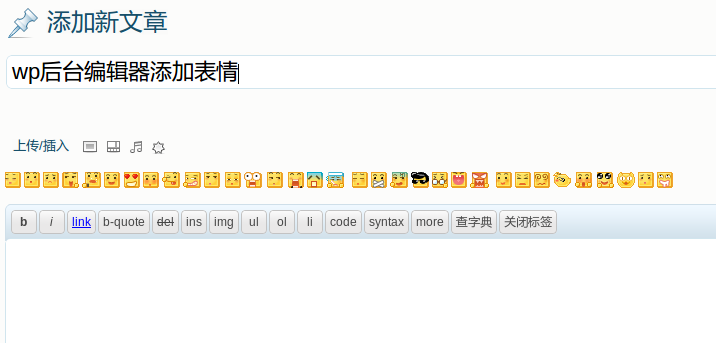 添加新文章
wp后台编辑器添加表情
上传/插入
b i link b-quote del ins img ul ol li code syntax more 查字典 关闭标签